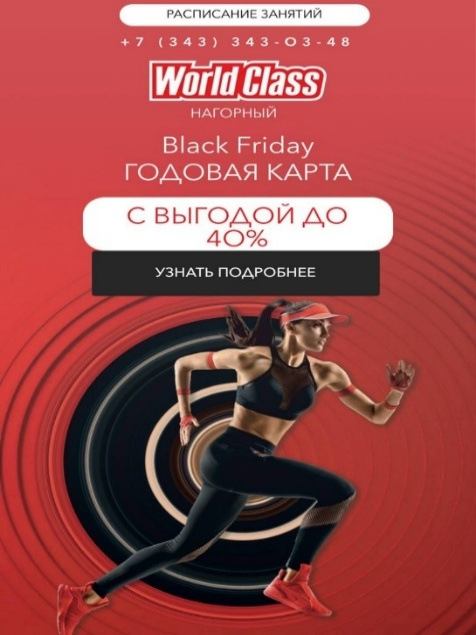 РАСПИСАНИЕ ЗАНЯТИЙ
+7 (343) 343-03-48
World Class
НАГОРНЫЙ
Black Friday
ГОДОВАЯ КАРТА
С ВЫГОДОЙ ДО
40%
УЗНАТЬ ПОДРОБНЕЕ